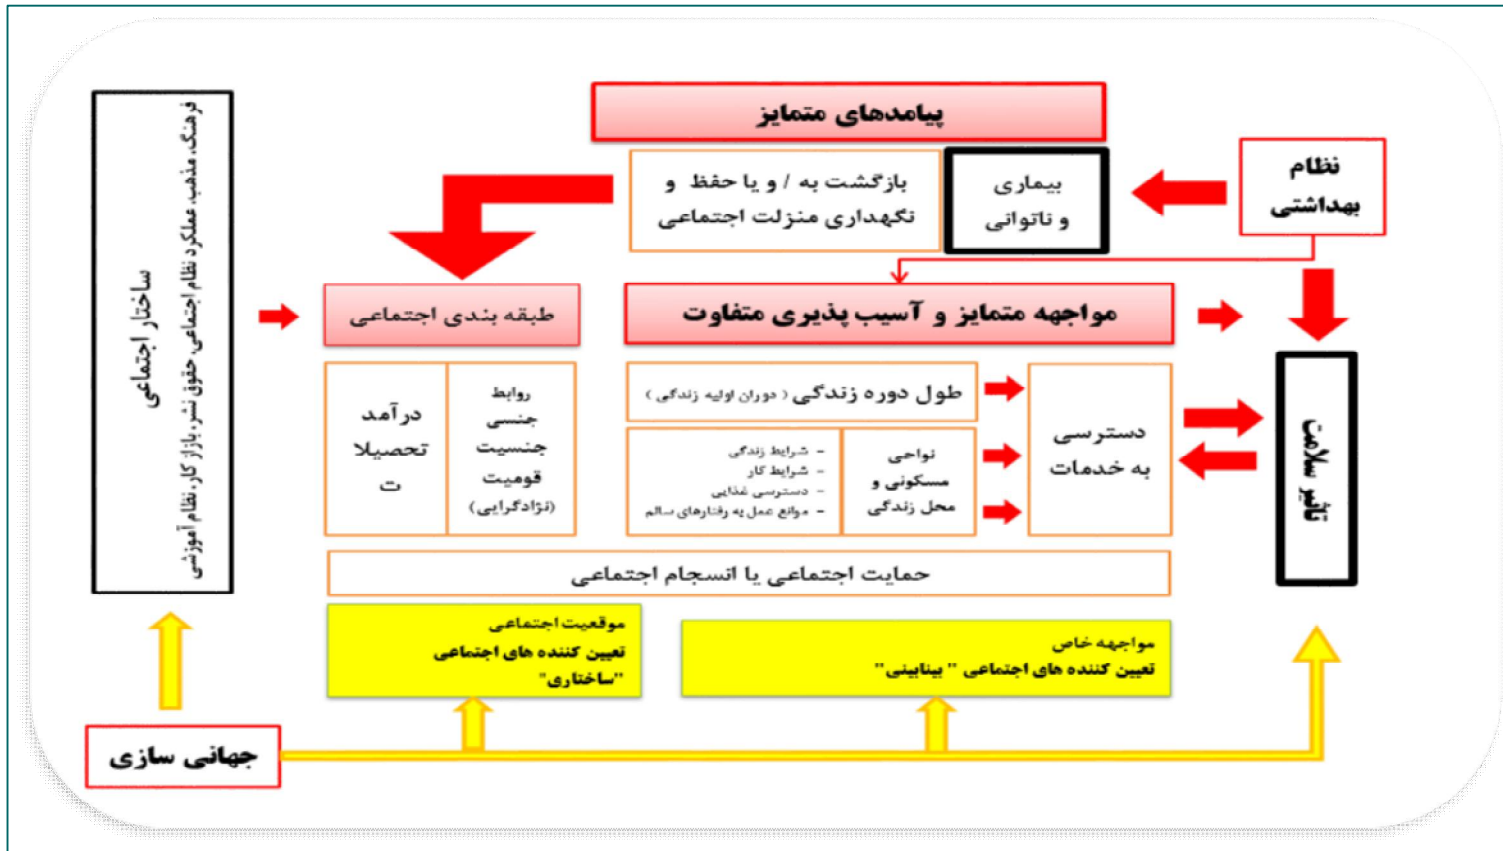 پیامدهای متمایز
نظام
بهداشتی
بیماری
و ناتوانی
بازگشت به / و یا حفظ و
نگهداری منزلت اجتماعی
ساختار اجتماعی
فرهنگ، مذهب، عملکرد نظام اجتماعی، حقوق نشر، بازاز کار، نظام آموزشی
مواجهه متمایز و آسیب پذیری متفاوت
طبقه بندی اجتماعی
طول دوره زندگی ( دوران اولیه زندگی )
دسترسی
به خدمات
تاثیر سلامت
نواحی
مسکونی و
محل زندگی
- شرایط زندگی
- شرایط کار
- دسترسی غذایی
- موانع عمل به رفتارهای سالم
روابط
جنسی
جنسیت
قومیت
(نژادگرایی)
درآمد
تحصیلا
ت
حمایت اجتماعی یا انسجام اجتماعی
مواجهه خاص
تعیین کننده های اجتماعی " بینابینی"
موقعیت اجتماعی
تعیین کننده های اجتماعی
"ساختاری"
جهانی سازی